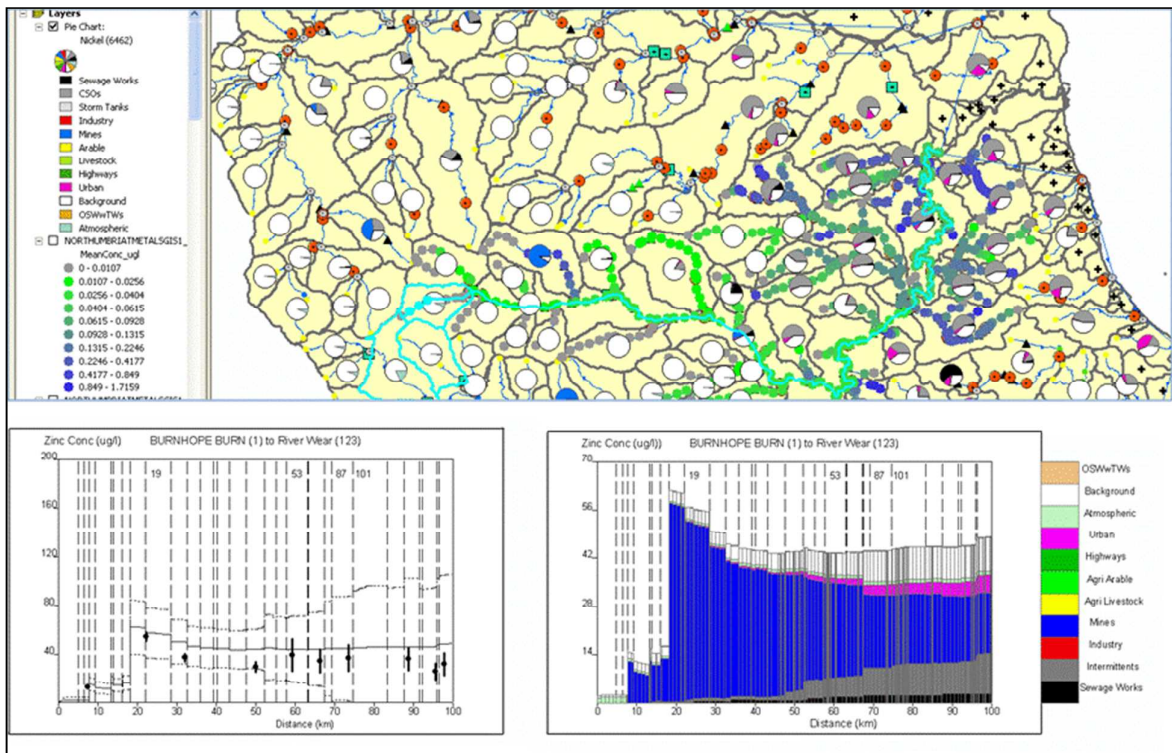 Layers
Pie Chart:
Nickel (6462)
Sewage Works
CSOs
Storm Tanks
Industry
Mines
Arable
Livestock
Highways
Urban
Background
OSWwTWs
Atmospheric
NORTHUMBRIATMETALSGIS1_
MeanConc_ugl
0 - 0.0107
0.0107 - 0.0256
0.0256 - 0.0404
0.0404 - 0.0615
0.0615 - 0.0928
0.0928 - 0.1315
0.1315 - 0.2246
0.2246 - 0.4177
0.4177 - 0.849
0.849 - 1.7159
Zinc Conc (ug/l) BURNHOPE BURN (1) to River Wear (123)
200
160
120
80
40
19 53 87 101
0 10 20 30 40 50 60 70 80 90 100
Distance (km)
Zinc Conc (ug/l)) BURNHOPE BURN (1) to River Wear (123)
70
56
42
28
14
19 53 87 101
0 10 20 30 40 50 60 70 80 90 100
Distance (km)
OSWwTWs
Background
Atmospheric
Urban
Highways
Agri Arable
Agri Livestock
Mines
Industry
Intermittents
Sewage Works